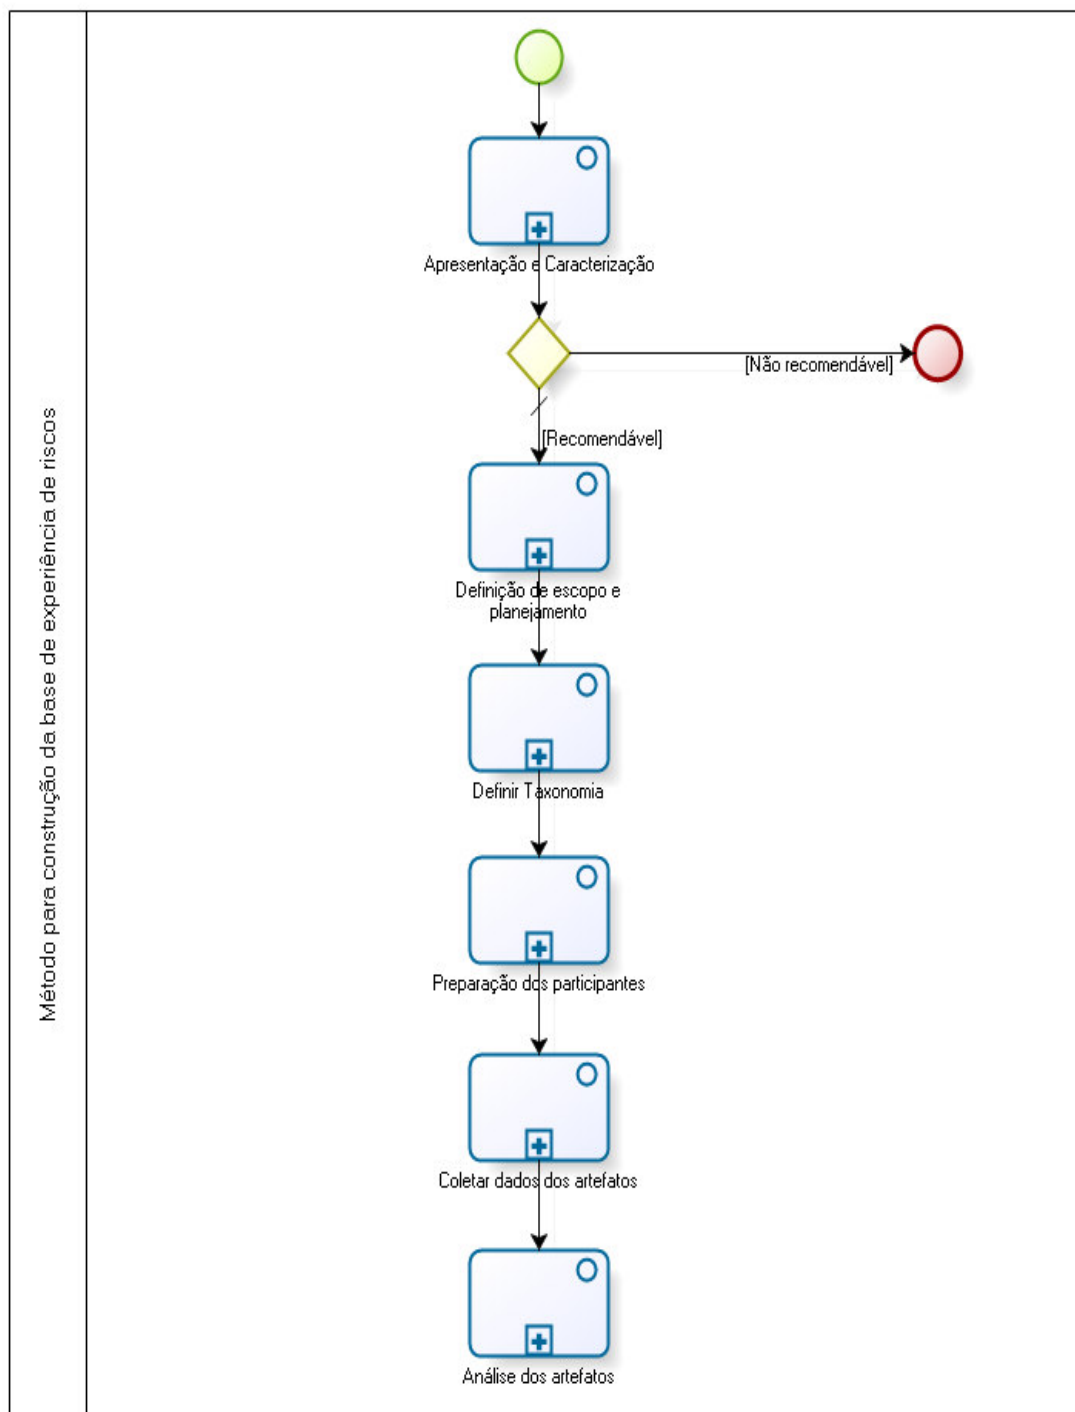 Método para construção da base de experiência de riscos
Apresentação e Caracterização
[Não recomendável]
[Recomendável]
Definição de escopo e
planejamento
Definir Taxonomia
Preparação dos participantes
Coletar dados dos artefatos
Análise dos artefatos